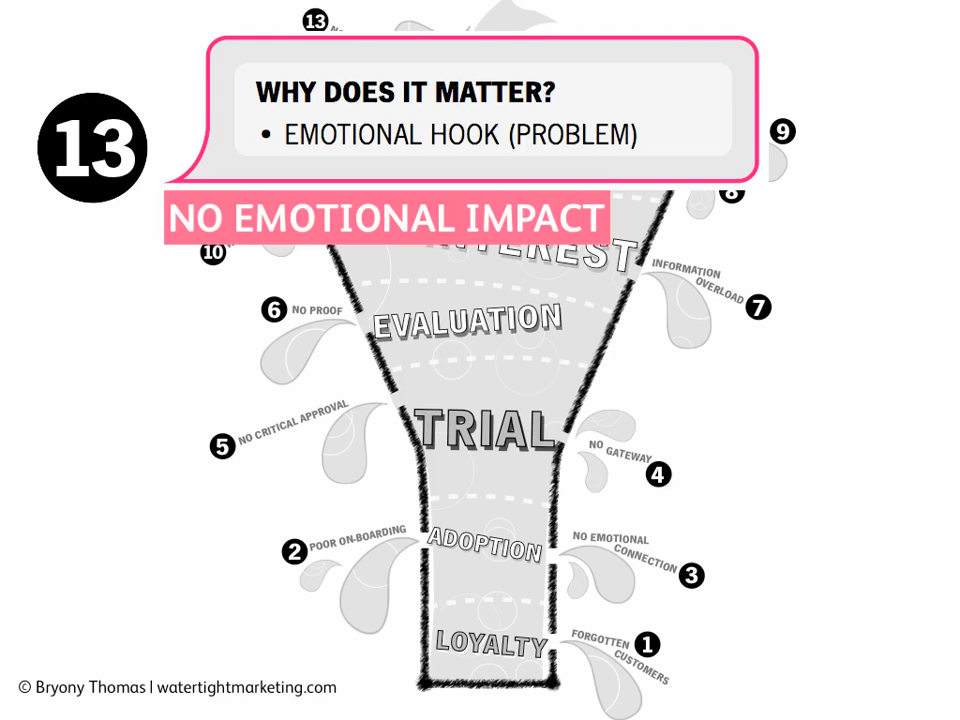 13
WHY DOES IT MATTER?
• EMOTIONAL HOOK (PROBLEM)
9
13
NO EMOTIONAL IMPACT
8
10
INTEREST
INFORMATION
OVERLOAD
7
6 NO PROOF
EVALUATION
TRIAL
5 NO CRITICAL APPROVAL
NO
GATEWAY
4
2 POOR ON-BOARDING
ADOPTION
NO EMOTIONAL
CONNECTION
3
LOYALTY
FORGOTTEN
1
CUSTOMERS
© Bryony Thomas | watertightmarketing.com